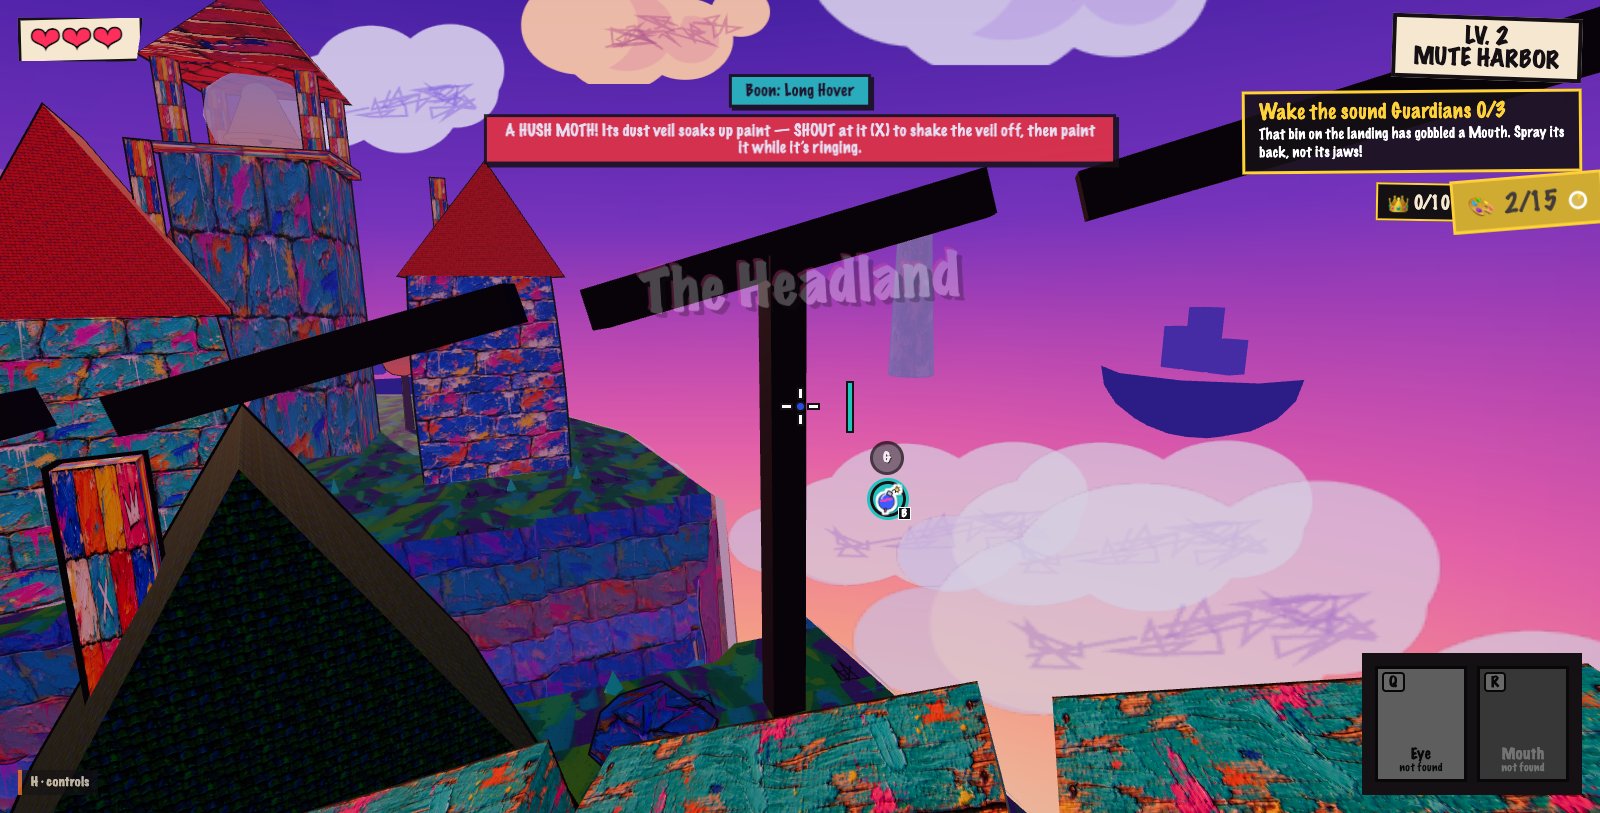 LV. 2
MUTE HARBOR
Boon: Long Hover
A HUSH MOTH! Its dust veil soaks up paint — SHOUT at it (X) to shake the veil off, then paint
it while it's ringing.
Wake the sound Guardians 0/3
That bin on the landing has gobbled a Mouth. Spray its
back, not its jaws!
0/10
2/15
The Headland
G
B
Q
R
Eye
not found
Mouth
not found
H · controls